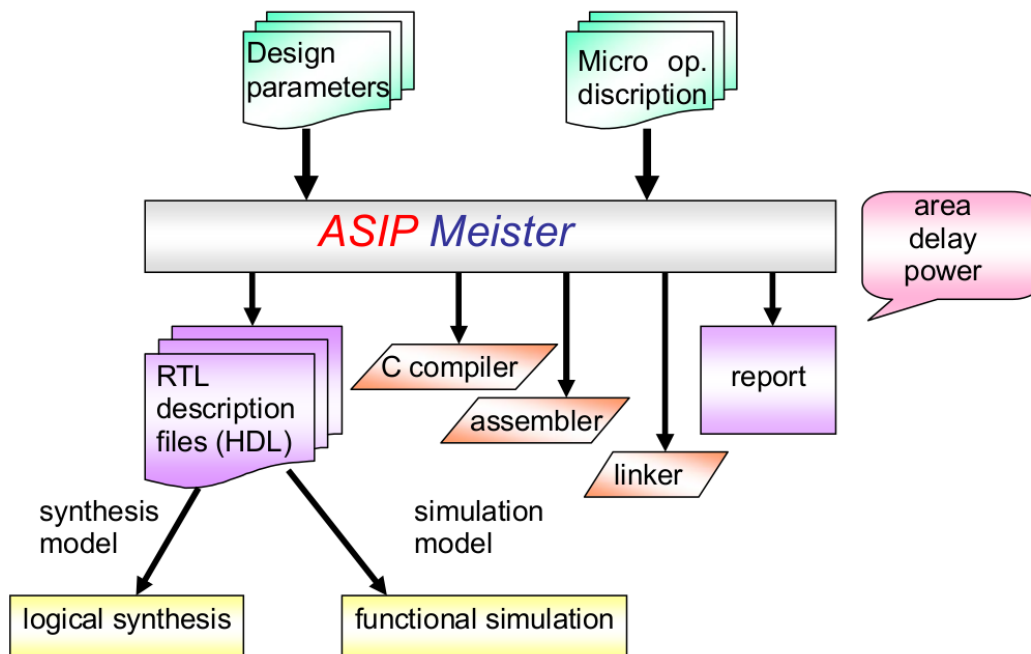 Design
parameters
Micro op.
discription
ASIP Meister
area
delay
power
RTL
description
files (HDL)
C compiler
assembler
linker
report
synthesis
model
simulation
model
logical synthesis
functional simulation